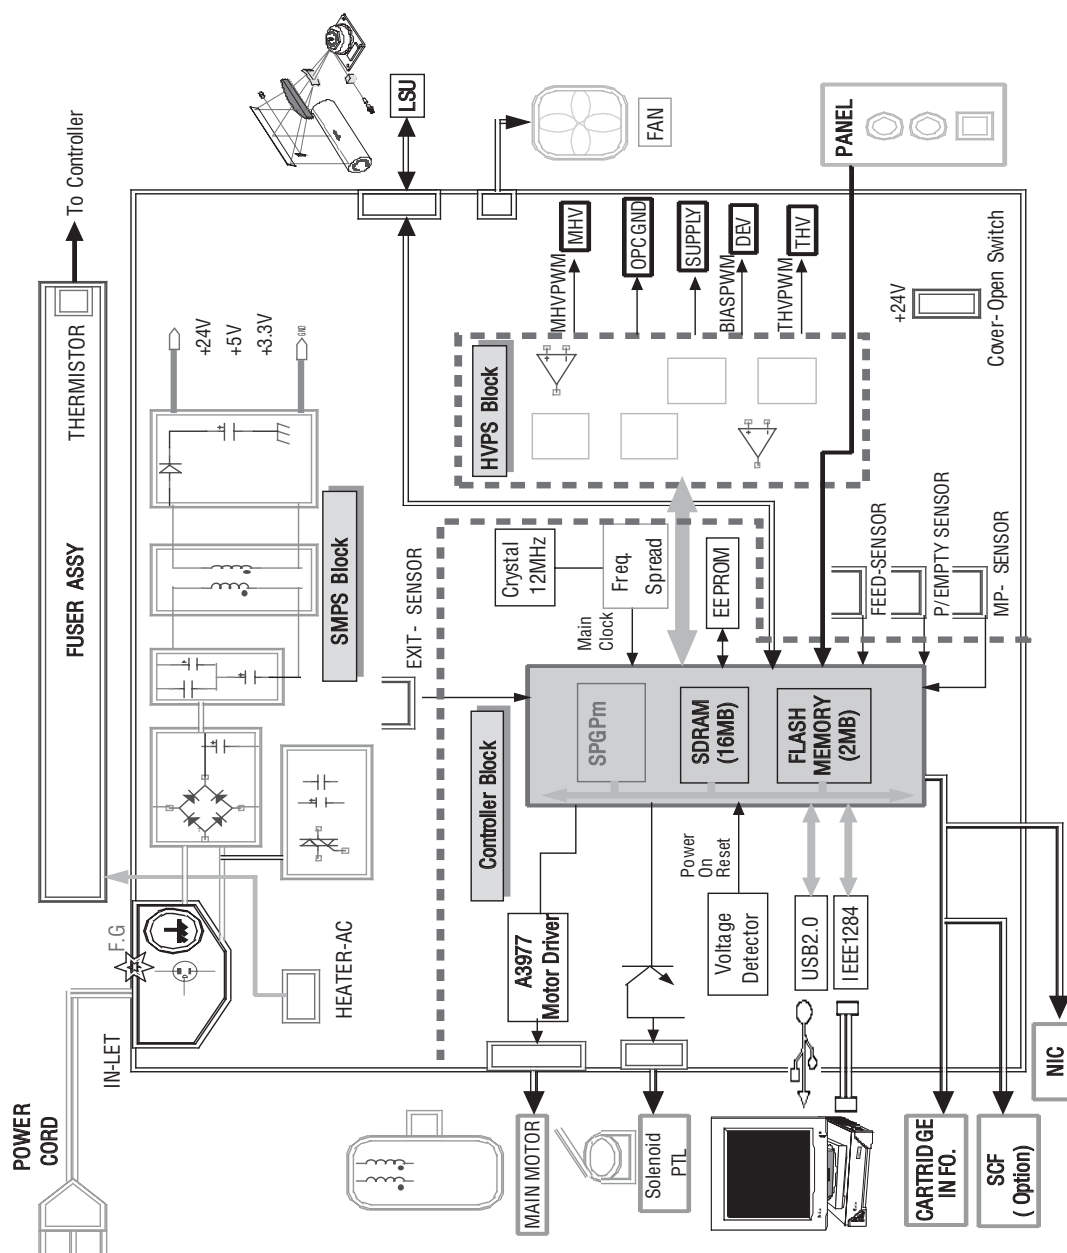 POWER
CORD
IN-LET
F.G
FUSER ASSY
THERMISTOR
To Controller
HEATER-AC
SMPS Block
+24V
+5V
+3.3V
GND
LSU
FAN
PANEL
EXIT- SENSOR
Controller Block
HVPS Block
MHVPWM
MHV
OPC GND
SUPPLY
BIASPWM
DEV
THVPWM
THV
+24V
Cover-Open Switch
Crystal
12MHz
Freq.
Spread
Main
Clock
EEPROM
FEED-SENSOR
P/EMPTY SENSOR
MP- SENSOR
SPGPm
SDRAM
(16MB)
FLASH
MEMORY
(2MB)
A3977
Motor Driver
Power
On
Reset
Voltage
Detector
USB2.0
IEEE1284
MAIN MOTOR
Solenoid
PTL
CARTRIDGE
INFO.
SCF
( Option)
NIC